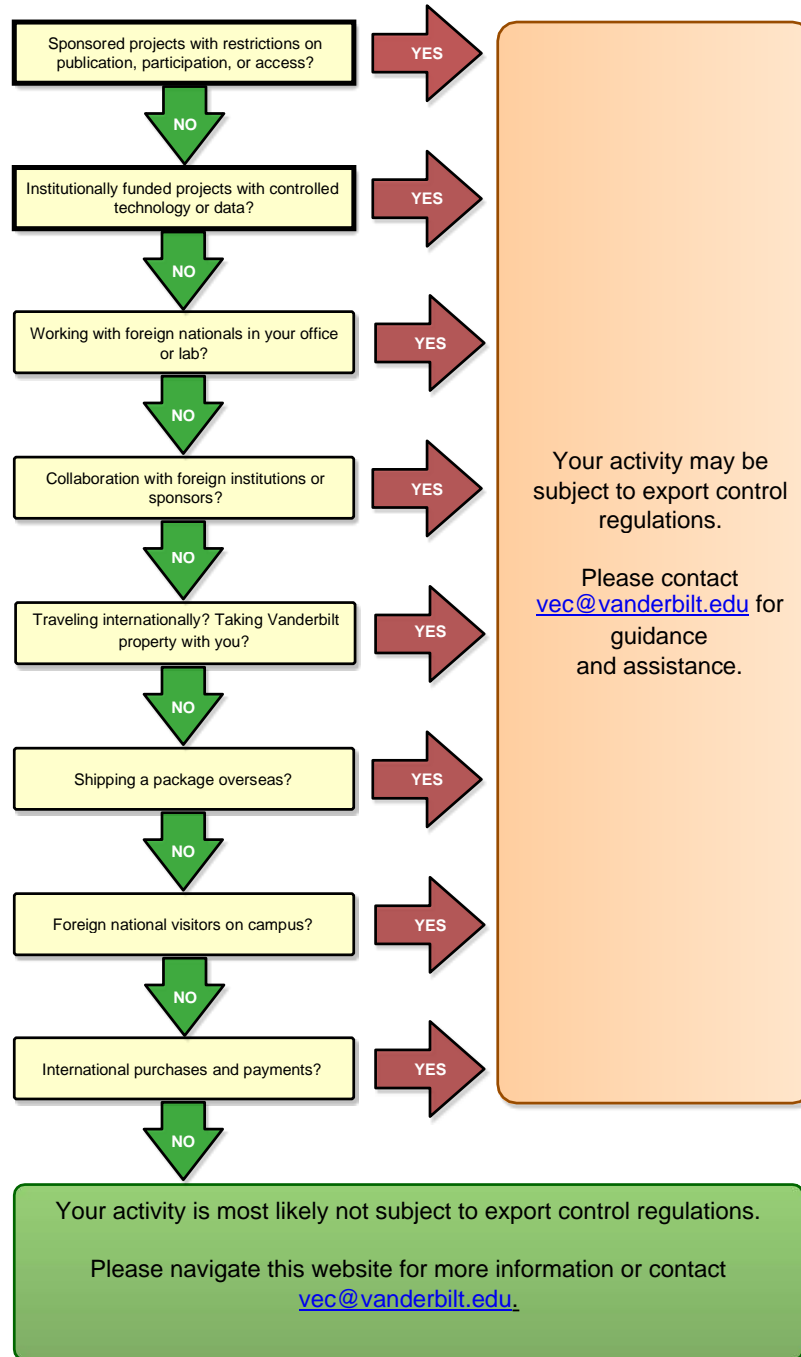 Sponsored projects with restrictions on
publication, participation, or access?
YES
NO
Institutionally funded projects with controlled
technology or data?
YES
NO
Working with foreign nationals in your office
or lab?
YES
NO
Collaboration with foreign institutions or
sponsors?
YES
NO
Traveling internationally? Taking Vanderbilt
property with you?
YES
NO
Shipping a package overseas?
YES
NO
Foreign national visitors on campus?
YES
NO
International purchases and payments?
YES
NO
Your activity may be
subject to export control
regulations.
Please contact
vec@vanderbilt.edu for
guidance
and assistance.
Your activity is most likely not subject to export control regulations.
Please navigate this website for more information or contact
vec@vanderbilt.edu.